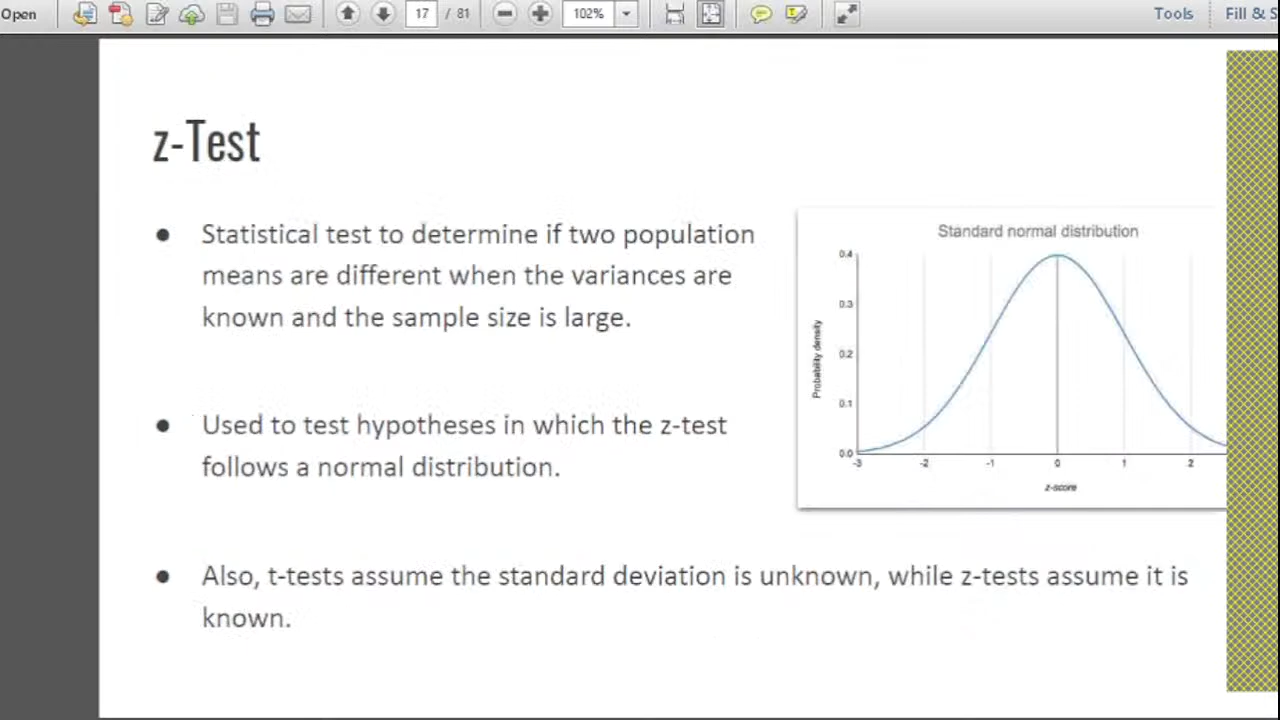 Open
17 / 81
102%
Tools
Fill & S
z-Test
● Statistical test to determine if two population
means are different when the variances are
known and the sample size is large.
● Used to test hypotheses in which the z-test
follows a normal distribution.
● Also, t-tests assume the standard deviation is unknown, while z-tests assume it is
known.
Standard normal distribution
Probability density
0.4
0.3
0.2
0.1
0.0
-3 -2 -1 0 1 2
z-score